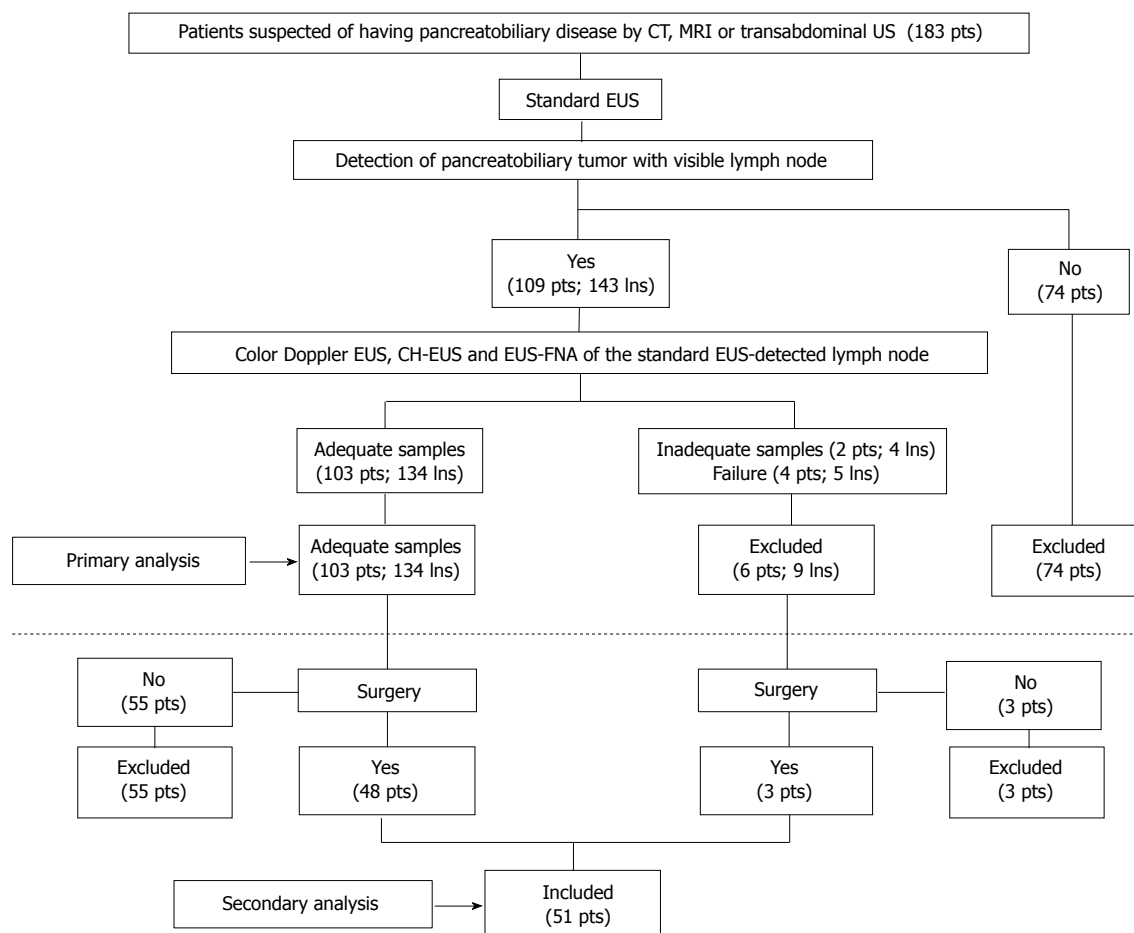 Patients suspected of having pancreatobiliary disease by CT, MRI or transabdominal US (183 pts)
Standard EUS
Detection of pancreatobiliary tumor with visible lymph node
Yes
(109 pts; 143 lns)
No
(74 pts)
Color Doppler EUS, CH-EUS and EUS-FNA of the standard EUS-detected lymph node
Adequate samples
(103 pts; 134 lns)
Inadequate samples (2 pts; 4 lns)
Failure (4 pts; 5 lns)
Primary analysis
Adequate samples
(103 pts; 134 lns)
Excluded
(6 pts; 9 lns)
Excluded
(74 pts)
No
(55 pts)
Surgery
Surgery
No
(3 pts)
Excluded
(55 pts)
Yes
(48 pts)
Yes
(3 pts)
Excluded
(3 pts)
Secondary analysis
Included
(51 pts)